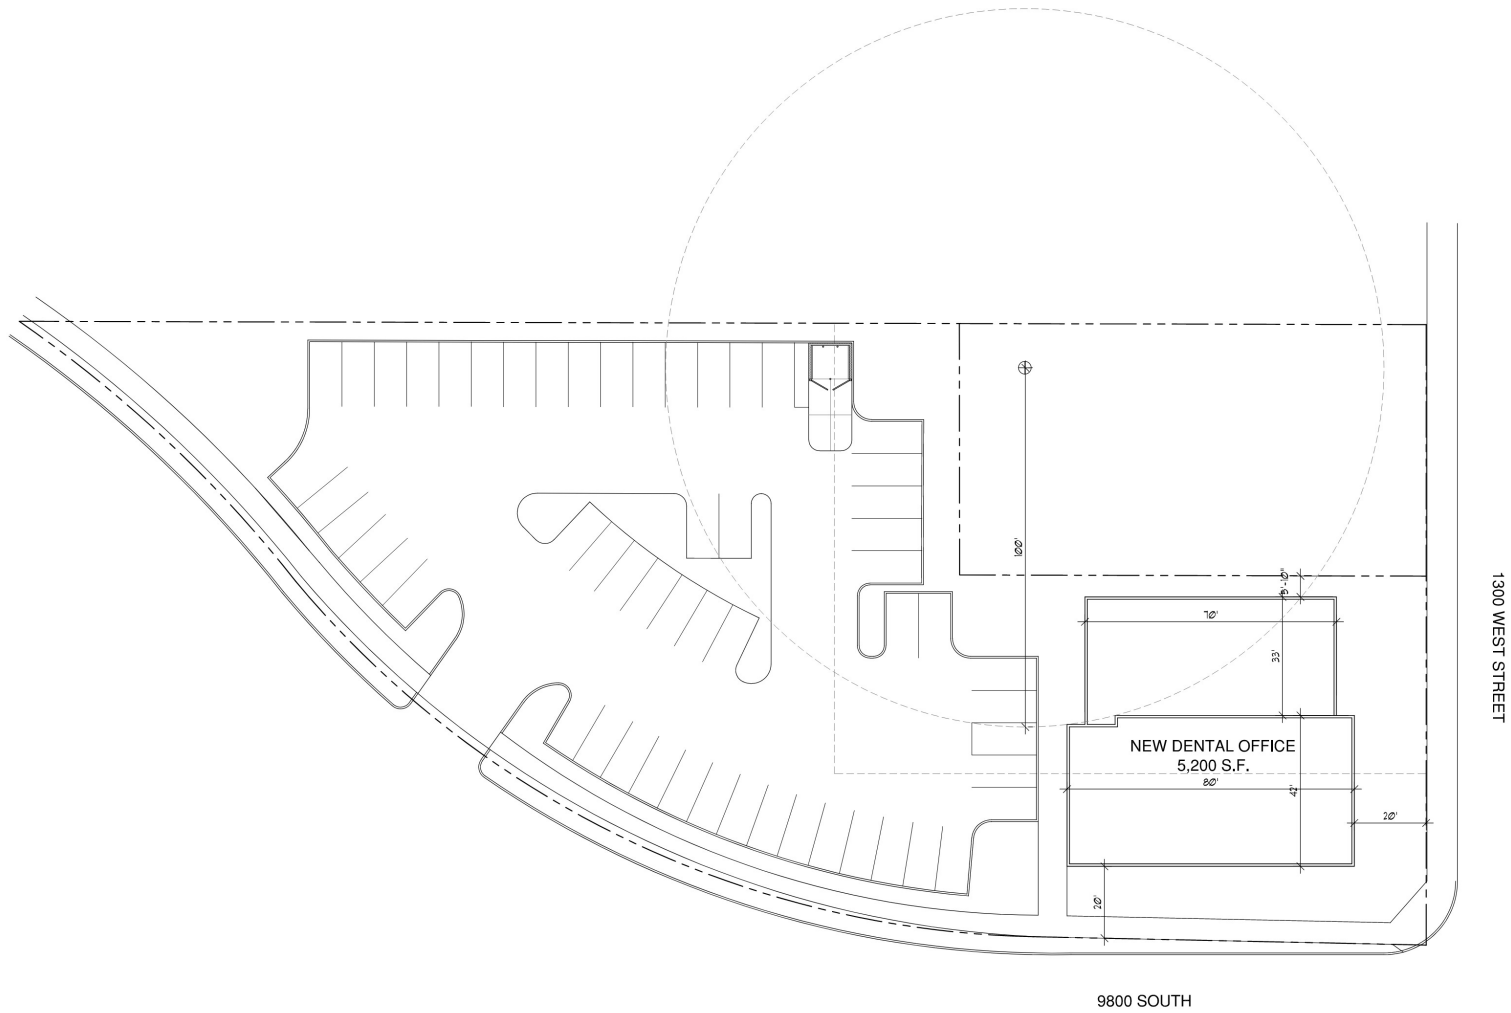 100'
5'-10"
70'
33'
NEW DENTAL OFFICE
5,200 S.F.
80'
42'
20'
20'
1300 WEST STREET
9800 SOUTH